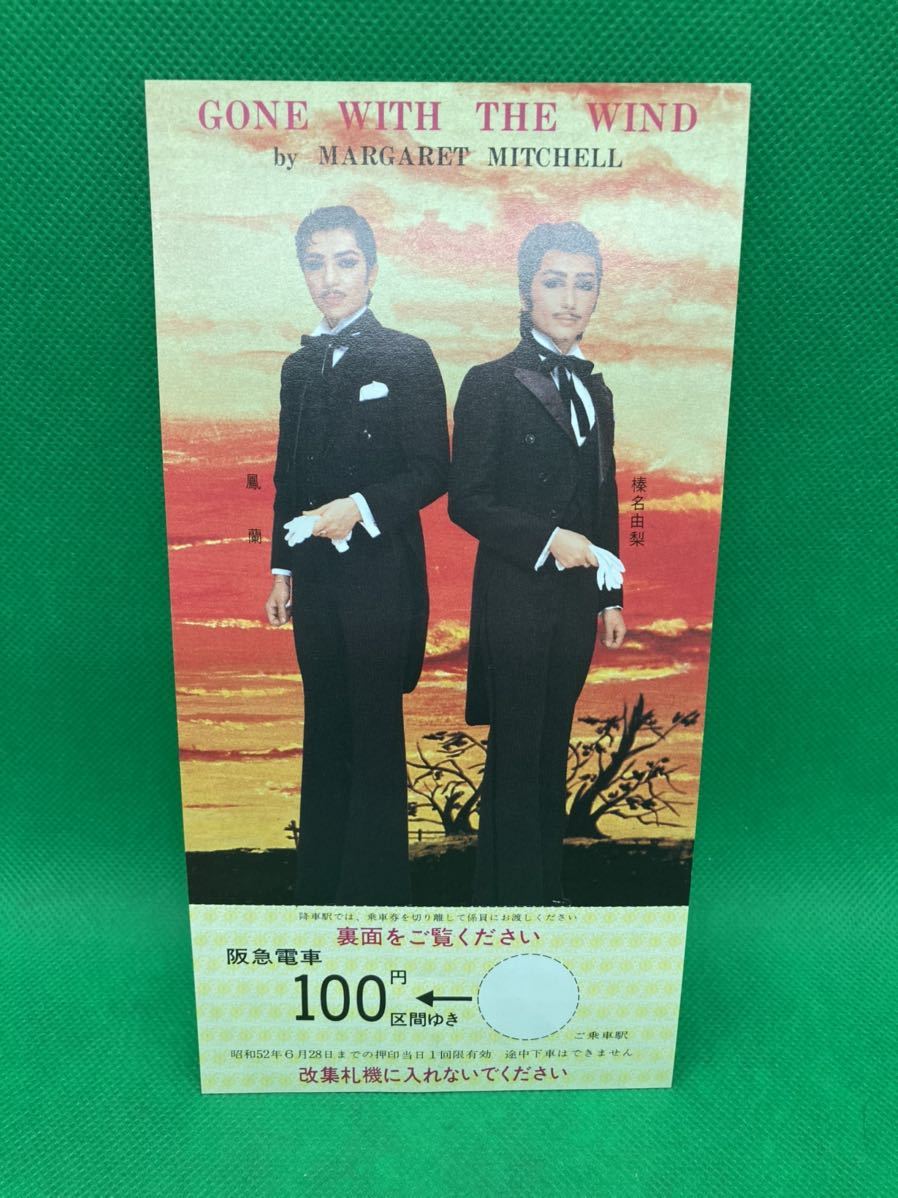 GONE WITH THE WIND
by MARGARET MITCHELL
鳳蘭
榛名由梨
降車駅では、乗車券を切り離して係員にお渡しください
裏面をご覧ください
阪急電車
100円区間ゆき ←
ご乗車駅
昭和52年6月28日までの押印当日1回限有効 途中下車はできません
改集札機に入れないでください